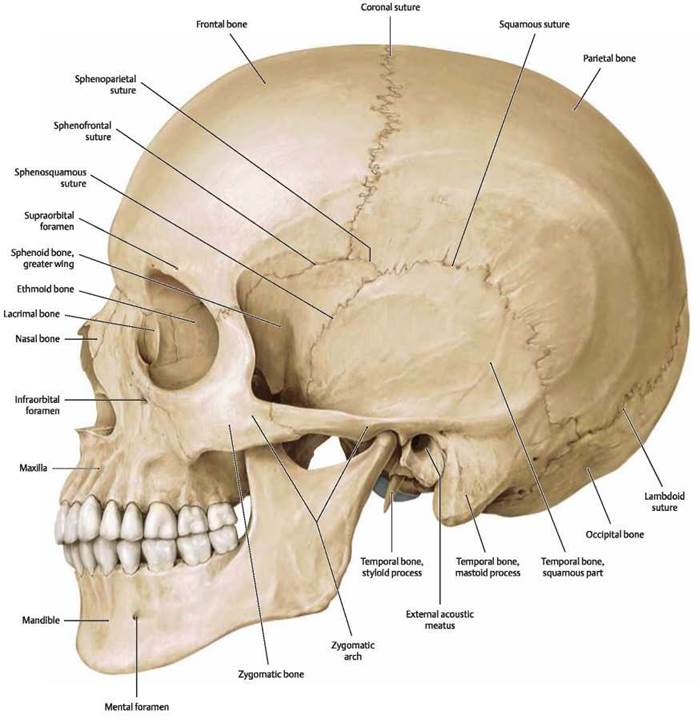 Coronal suture
Frontal bone
Squamous suture
Parietal bone
Sphenoparietal
suture
Sphenofrontal
suture
Sphenosquamous
suture
Supraorbital
foramen
Sphenoid bone,
greater wing
Ethmoid bone
Lacrimal bone
Nasal bone
Infraorbital
foramen
Maxilla
Lambdoid
suture
Occipital bone
Temporal bone,
styloid process
Temporal bone,
mastoid process
Temporal bone,
squamous part
External acoustic
meatus
Mandible
Zygomatic
arch
Zygomatic bone
Mental foramen